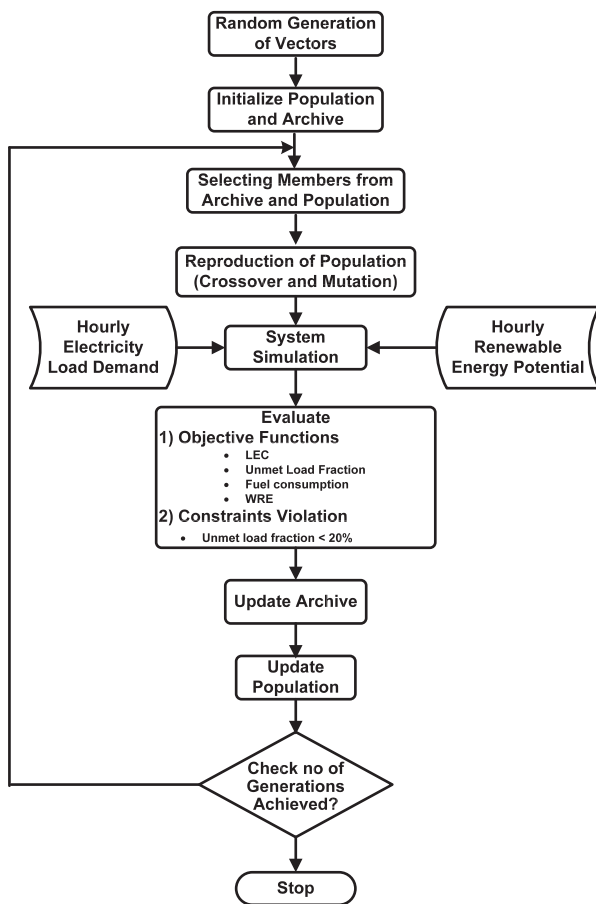 Random Generation
of Vectors
Initialize Population
and Archive
Selecting Members from
Archive and Population
Reproduction of Population
(Crossover and Mutation)
Hourly
Electricity
Load Demand
System
Simulation
Hourly
Renewable
Energy Potential
Evaluate
1) Objective Functions
• LEC
• Unmet Load Fraction
• Fuel consumption
• WRE
2) Constraints Violation
• Unmet load fraction < 20%
Update Archive
Update
Population
Check no of
Generations
Achieved?
Stop